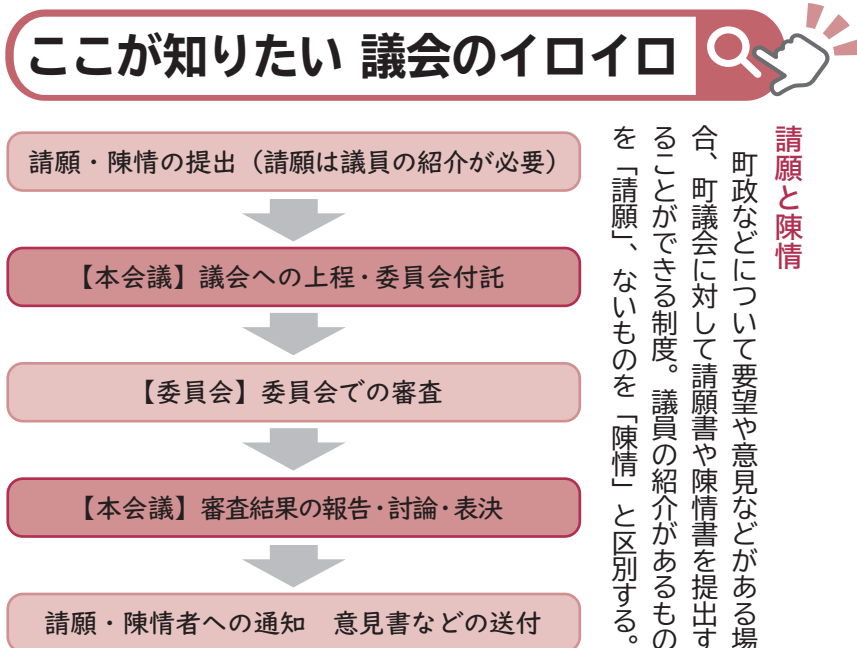 ここが知りたい 議会のイロイロ
請願と陳情
町政などについて要望や意見などがある場
合、町議会に対して請願書や陳情書を提出す
ることができる制度。議員の紹介があるもの
を「請願」、ないものを「陳情」と区別する。
請願・陳情の提出（請願は議員の紹介が必要）
【本会議】議会への上程・委員会付託
【委員会】委員会での審査
【本会議】審査結果の報告・討論・表決
請願・陳情者への通知　意見書などの送付